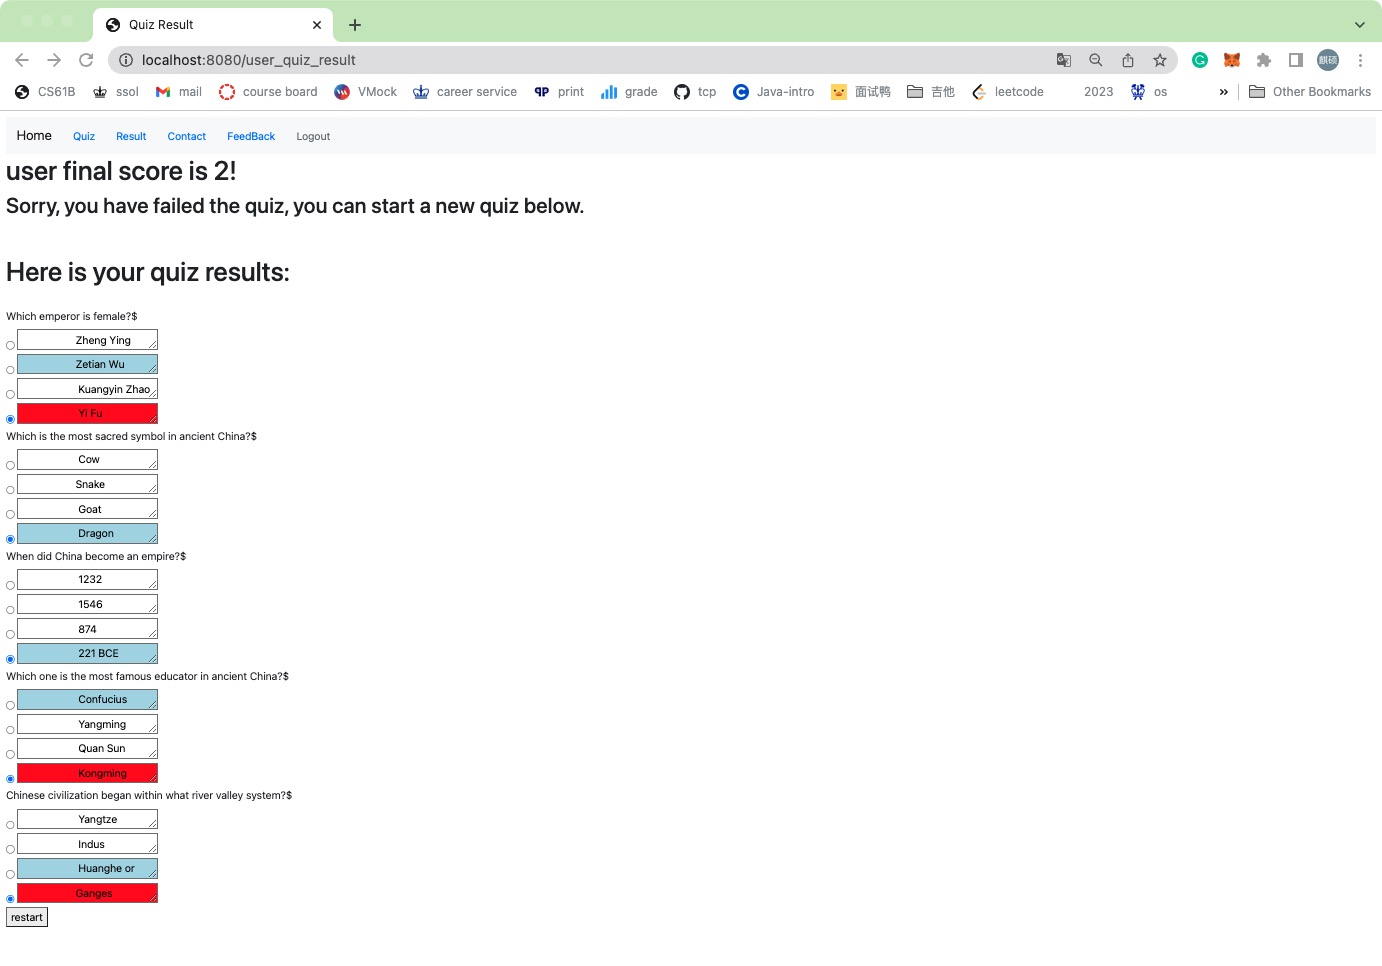 Quiz Result
localhost:8080/user_quiz_result
麒硕
CS61B ssol mail course board VMock career service print grade tcp Java-intro 面试鸭 吉他 leetcode 2023 os » Other Bookmarks
Home Quiz Result Contact FeedBack Logout
user final score is 2!
Sorry, you have failed the quiz, you can start a new quiz below.
Here is your quiz results:
Which emperor is female?$
Zheng Ying
Zetian Wu
Kuangyin Zhao
Yi Fu
Which is the most sacred symbol in ancient China?$
Cow
Snake
Goat
Dragon
When did China become an empire?$
1232
1546
874
221 BCE
Which one is the most famous educator in ancient China?$
Confucius
Yangming
Quan Sun
Kongming
Chinese civilization began within what river valley system?$
Yangtze
Indus
Huanghe or
Ganges
restart